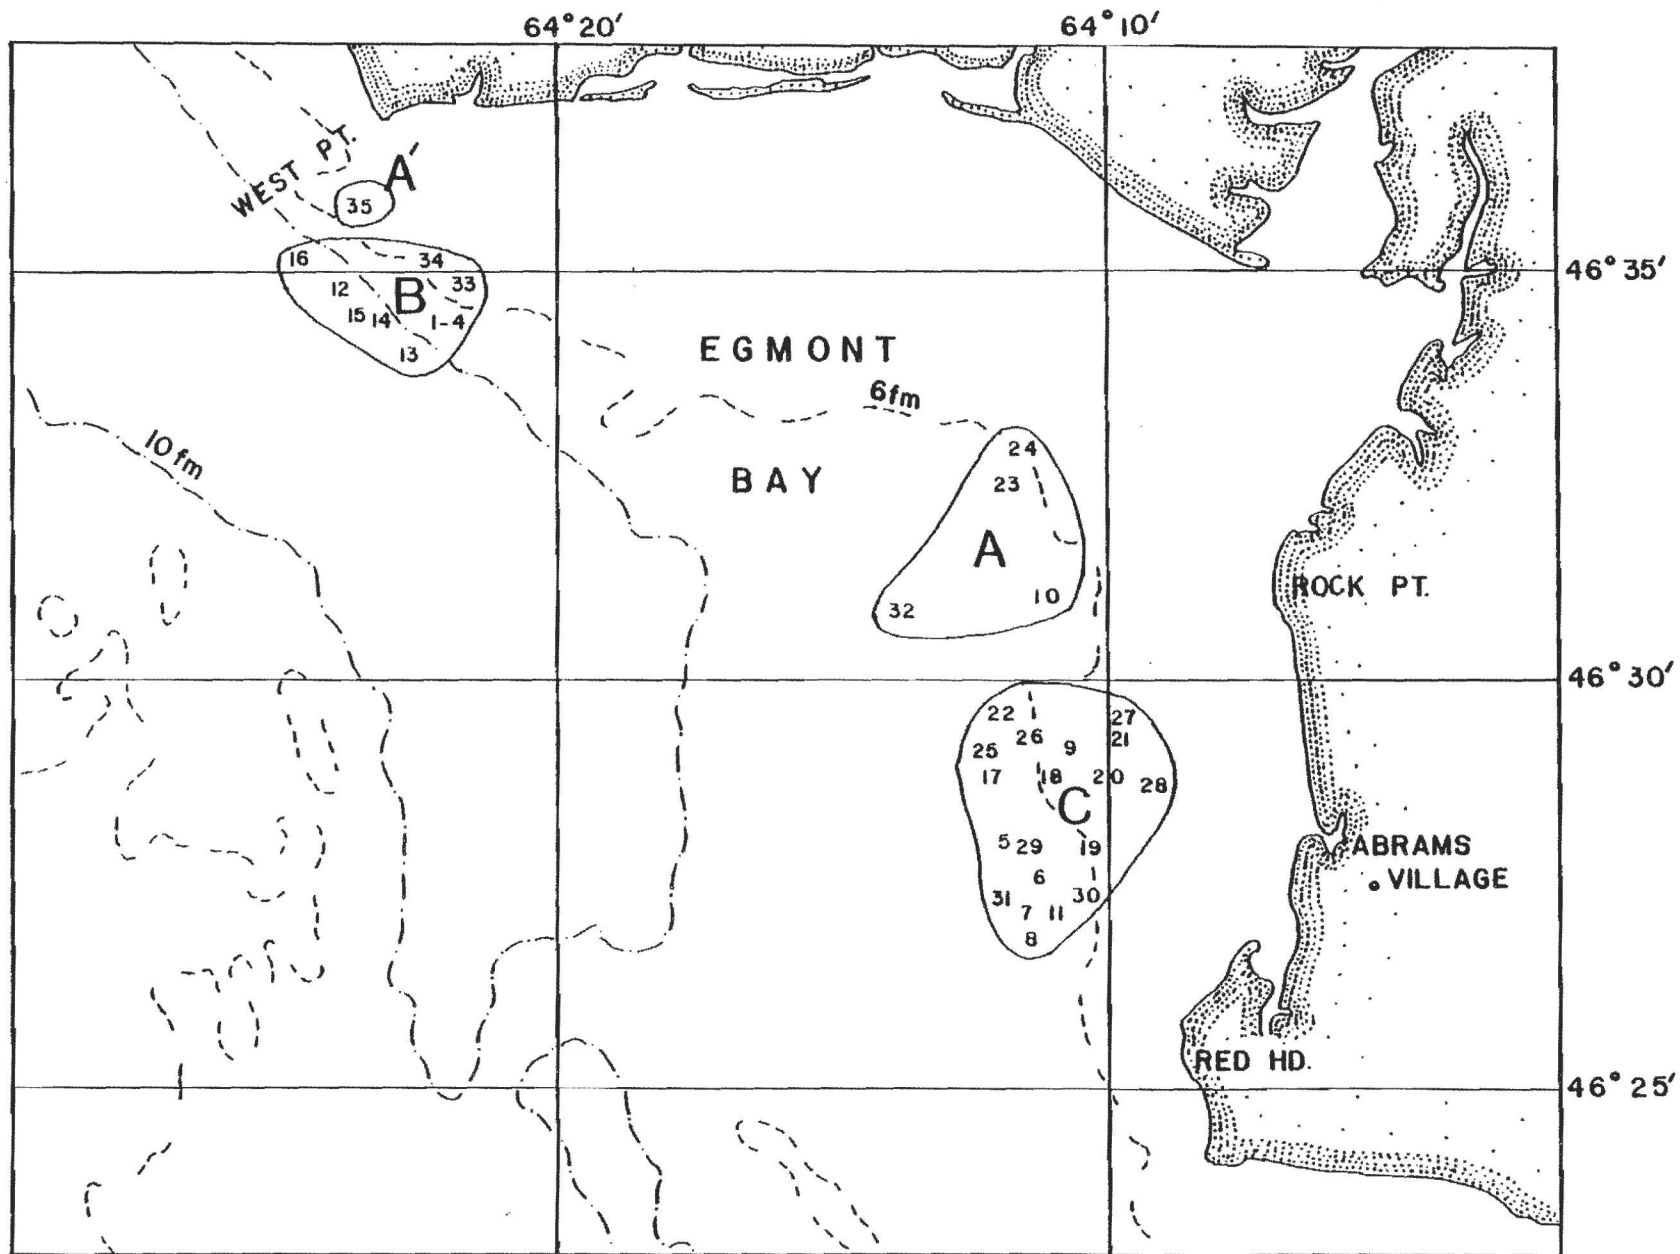 64°20′ 64°10′
WEST PT.
A′
35
16 34
12 B 33
15 14 1-4
13
46°35′
EGMONT
6fm
BAY
10fm
24
23
A
32 10
ROCK PT.
46°30′
22 27
26 9 21
25
17 18 20 28
C
5 29 19
6
31 30
7 11
8
ABRAMS
VILLAGE
RED HD.
46°25′